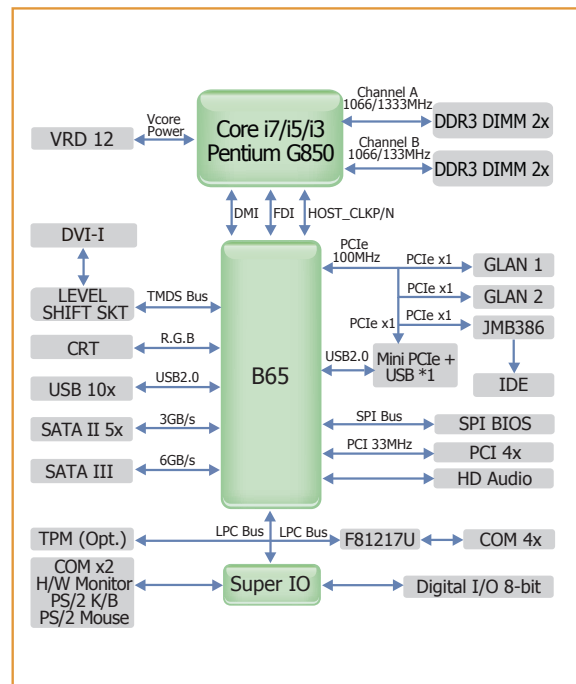 Core i7/i5/i3
Pentium G850
Vcore
Power
VRD 12
Channel A
1066/1333MHz
DDR3 DIMM 2x
Channel B
1066/133MHz
DDR3 DIMM 2x
DMI
FDI
HOST_CLKP/N
DVI-I
LEVEL
SHIFT SKT
TMDS Bus
CRT
R.G.B
USB 10x
USB2.0
SATA II 5x
3GB/s
SATA III
6GB/s
B65
PCIe
100MHz
PCIe x1
GLAN 1
PCIe x1
GLAN 2
PCIe x1
PCIe x1
JMB386
USB2.0
Mini PCIe +
USB *1
IDE
SPI Bus
SPI BIOS
PCI 33MHz
PCI 4x
HD Audio
TPM (Opt.)
LPC Bus
LPC Bus
F81217U
COM 4x
COM x2
H/W Monitor
PS/2 K/B
PS/2 Mouse
Super IO
Digital I/O 8-bit